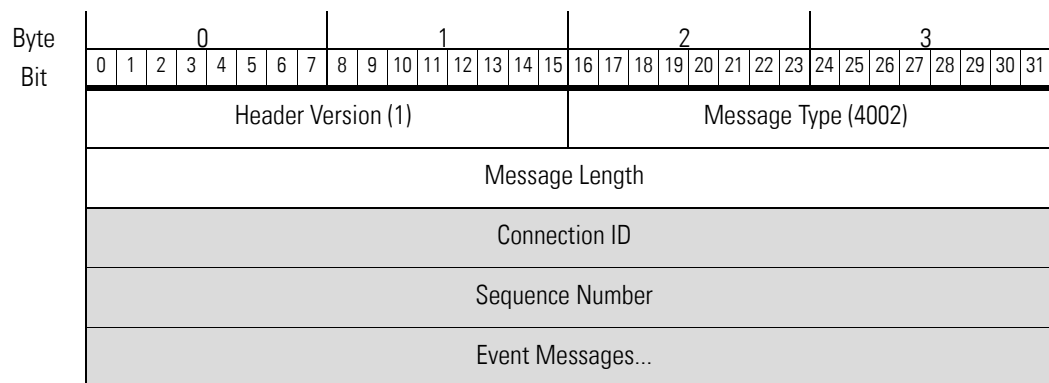 Byte 0 1 2 3
Bit 0 1 2 3 4 5 6 7 8 9 10 11 12 13 14 15 16 17 18 19 20 21 22 23 24 25 26 27 28 29 30 31
Header Version (1) Message Type (4002)
Message Length
Connection ID
Sequence Number
Event Messages...